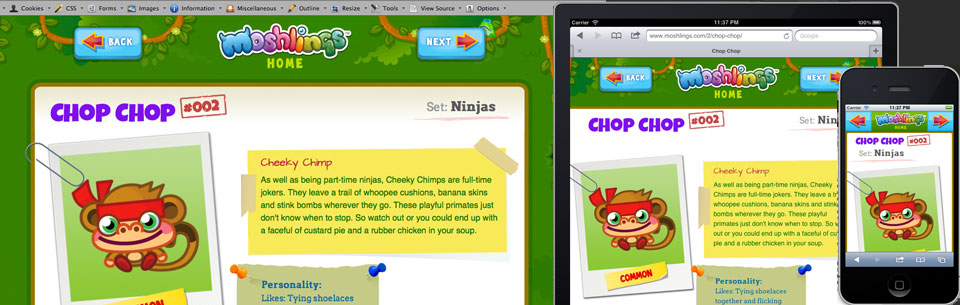 Cookies CSS Forms Images Information Miscellaneous Outline Resize Tools View Source Options
BACK
Moshlings
HOME
NEXT
CHOP CHOP #002
Set: Ninjas
Cheeky Chimp
As well as being part-time ninjas, Cheeky Chimps are full-time
jokers. They leave a trail of whoopee cushions, banana skins
and stink bombs wherever they go. These playful primates just
don't know when to stop. So watch out or you could end up with
a faceful of custard pie and a rubber chicken in your soup.
COMMON
Personality:
Likes: Tying shoelaces
Carrier 11:37 PM 100%
www.moshlings.com/2/chop-chop/ Google
Chop Chop
BACK
Moshlings
HOME
NEXT
CHOP CHOP #002
Set:
Cheeky Chimp
As well as being part-time ninjas, Cheeky
Chimps are full-time jokers. They leave a trail of
whoopee cushions, banana skins and stink
bombs wherever they go. These playful
primates just don't know when to stop. So w
out or you could end up with a faceful of c
pie and a rubber chicken in your soup.
COMMON
Personality:
Likes: Tying shoelaces
together and flicking
Carrier 11:37 PM
Moshlings
HOME
CHOP CHOP #002
Set: Ninjas